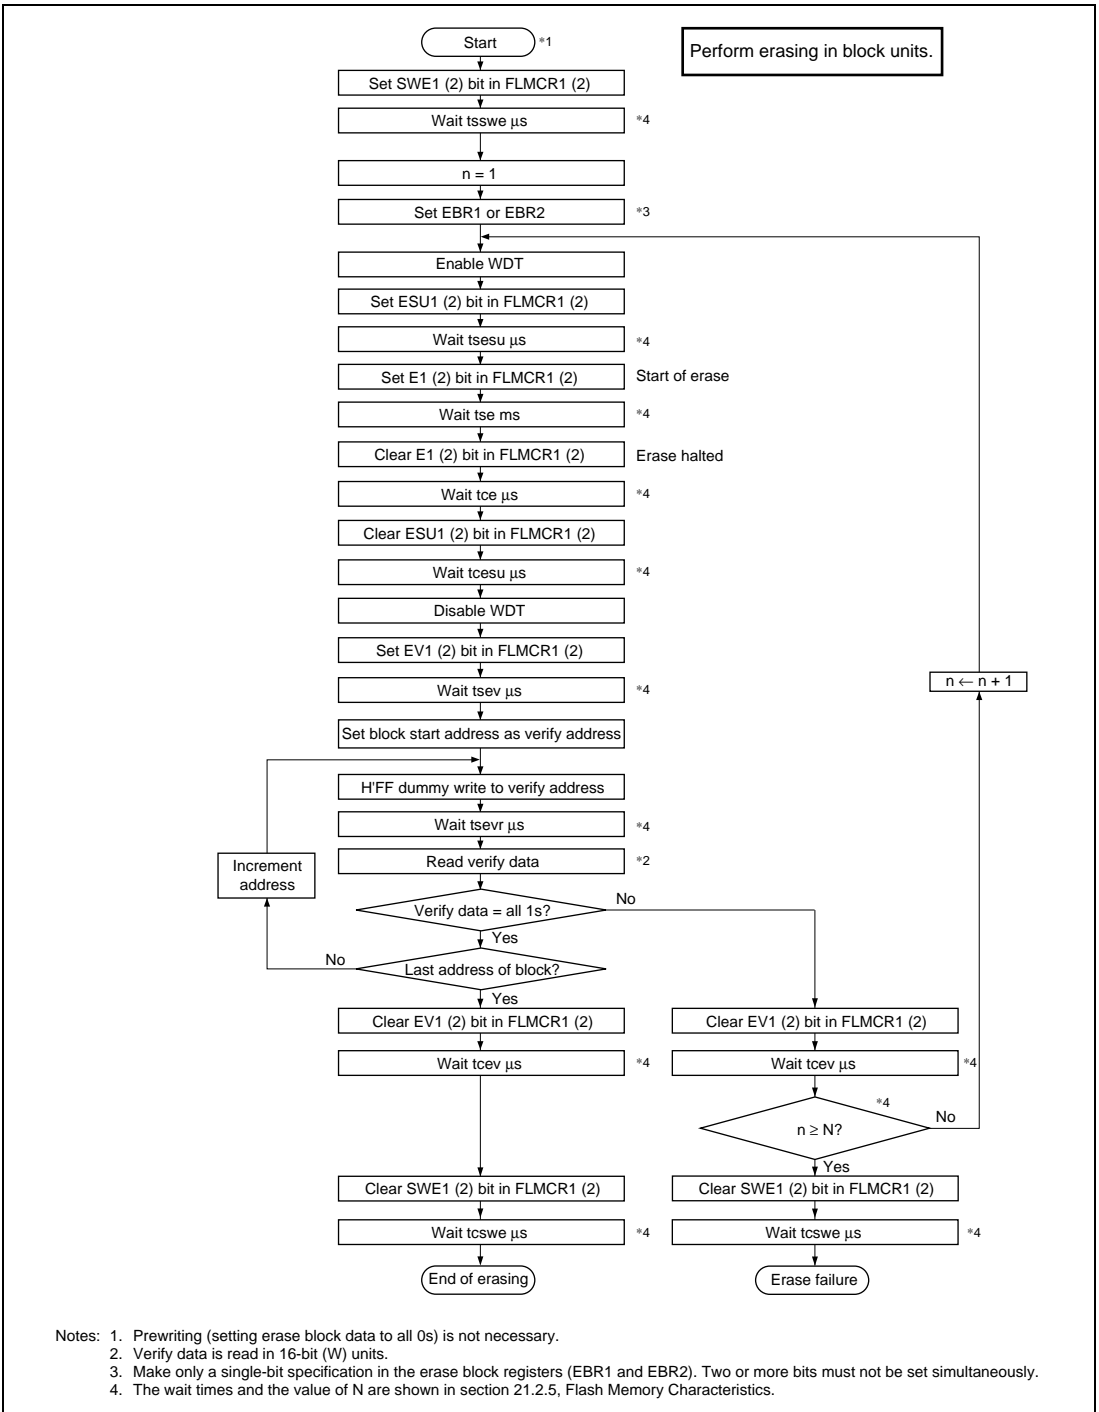 Start *1
Perform erasing in block units.
Set SWE1 (2) bit in FLMCR1 (2)
Wait tsswe μs *4
n = 1
Set EBR1 or EBR2 *3
Enable WDT
Set ESU1 (2) bit in FLMCR1 (2)
Wait tsesu μs *4
Set E1 (2) bit in FLMCR1 (2) Start of erase
Wait tse ms *4
Clear E1 (2) bit in FLMCR1 (2) Erase halted
Wait tce μs *4
Clear ESU1 (2) bit in FLMCR1 (2)
Wait tcesu μs *4
Disable WDT
Set EV1 (2) bit in FLMCR1 (2)
n ← n + 1
Wait tsev μs *4
Set block start address as verify address
H'FF dummy write to verify address
Wait tsevr μs *4
Increment
address
Read verify data *2
Verify data = all 1s? No
Yes
No Last address of block?
Yes
Clear EV1 (2) bit in FLMCR1 (2) Clear EV1 (2) bit in FLMCR1 (2)
Wait tcev μs *4 Wait tcev μs *4
*4
n ≥ N? No
Yes
Clear SWE1 (2) bit in FLMCR1 (2) Clear SWE1 (2) bit in FLMCR1 (2)
Wait tcswe μs *4 Wait tcswe μs *4
End of erasing Erase failure
Notes: 1. Prewriting (setting erase block data to all 0s) is not necessary.
2. Verify data is read in 16-bit (W) units.
3. Make only a single-bit specification in the erase block registers (EBR1 and EBR2). Two or more bits must not be set simultaneously.
4. The wait times and the value of N are shown in section 21.2.5, Flash Memory Characteristics.